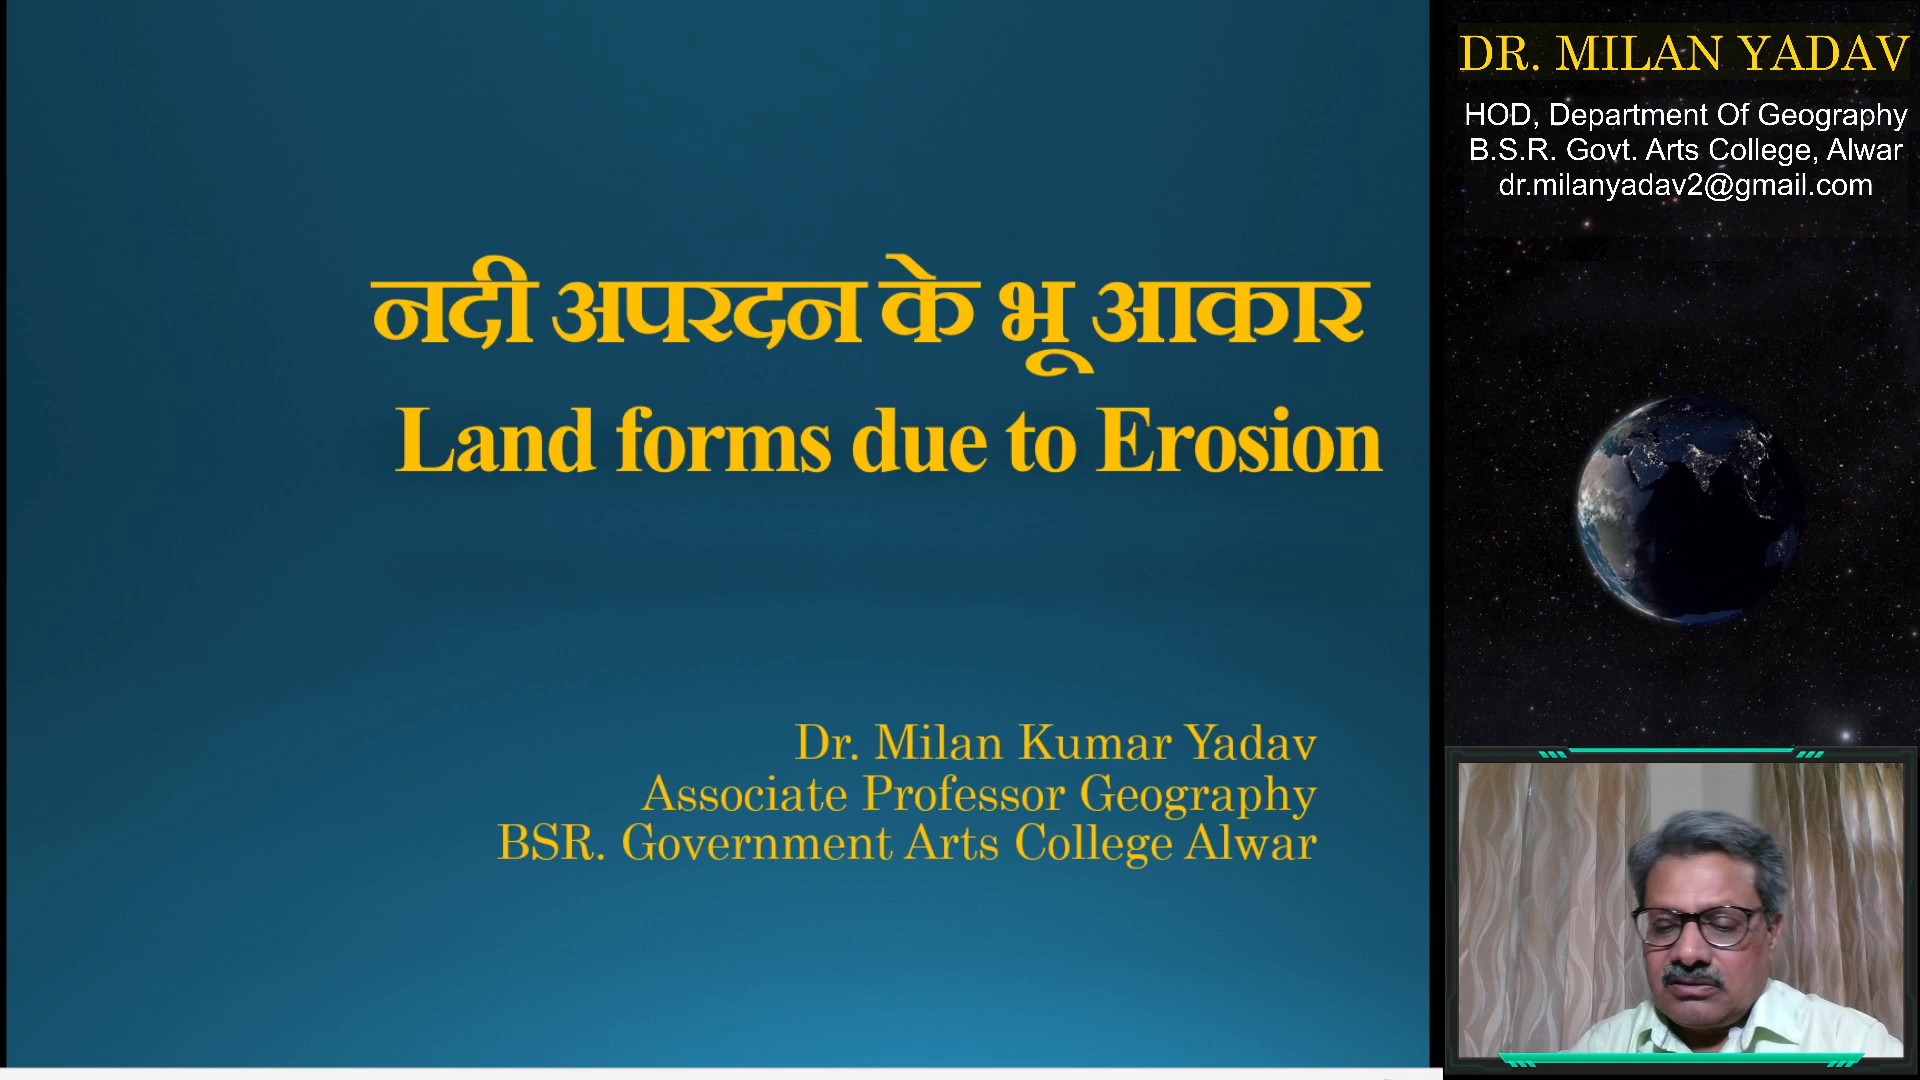 नदी अपरदन के भू आकार
Land forms due to Erosion
Dr. Milan Kumar Yadav
Associate Professor Geography
BSR. Government Arts College Alwar
DR. MILAN YADAV
HOD, Department Of Geography
B.S.R. Govt. Arts College, Alwar
dr.milanyadav2@gmail.com